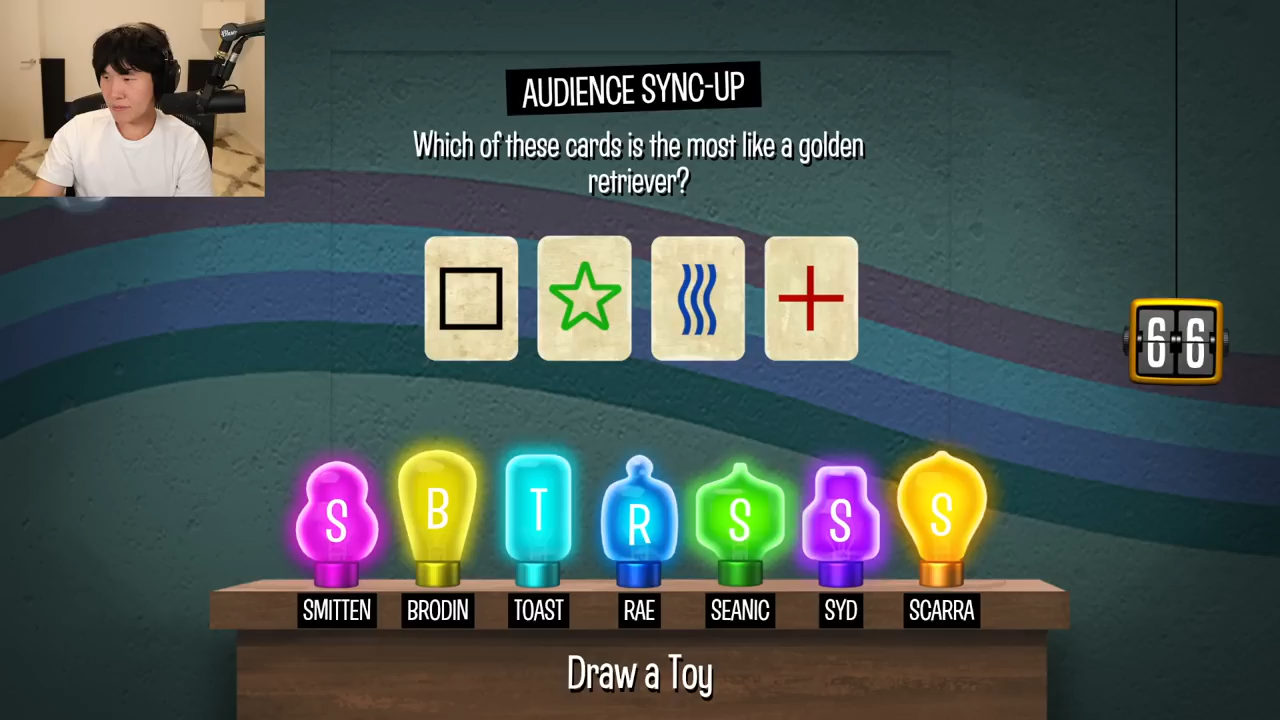 AUDIENCE SYNC-UP
Which of these cards is the most like a golden
retriever?
66
S B T R S S S
SMITTEN BRODIN TOAST RAE SEANIC SYD SCARRA
Draw a Toy